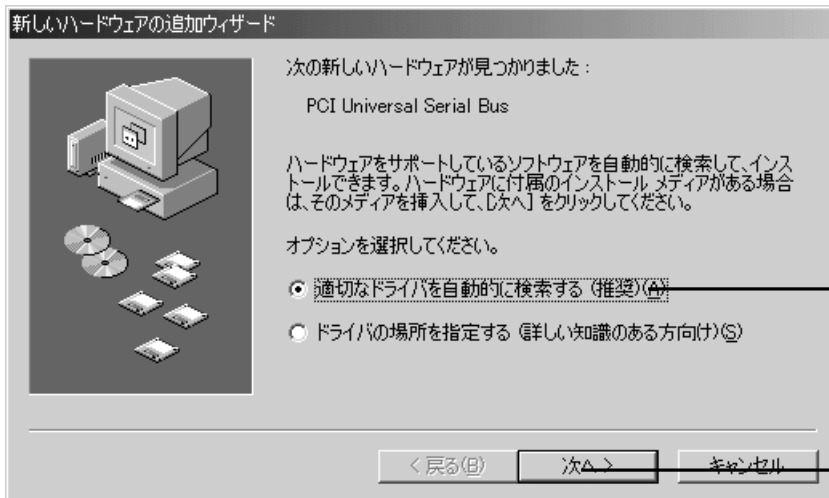 新しいハードウェアの追加ウィザード
次の新しいハードウェアが見つかりました :
PCI Universal Serial Bus
ハードウェアをサポートしているソフトウェアを自動的に検索して、インス
トールできます。ハードウェアに付属のインストール メディアがある場合
は、そのメディアを挿入して、[次へ] をクリックしてください。
オプションを選択してください。
適切なドライバを自動的に検索する (推奨)(A)
ドライバの場所を指定する (詳しい知識のある方向け)(S)
< 戻る(B)
次へ >
キャンセル